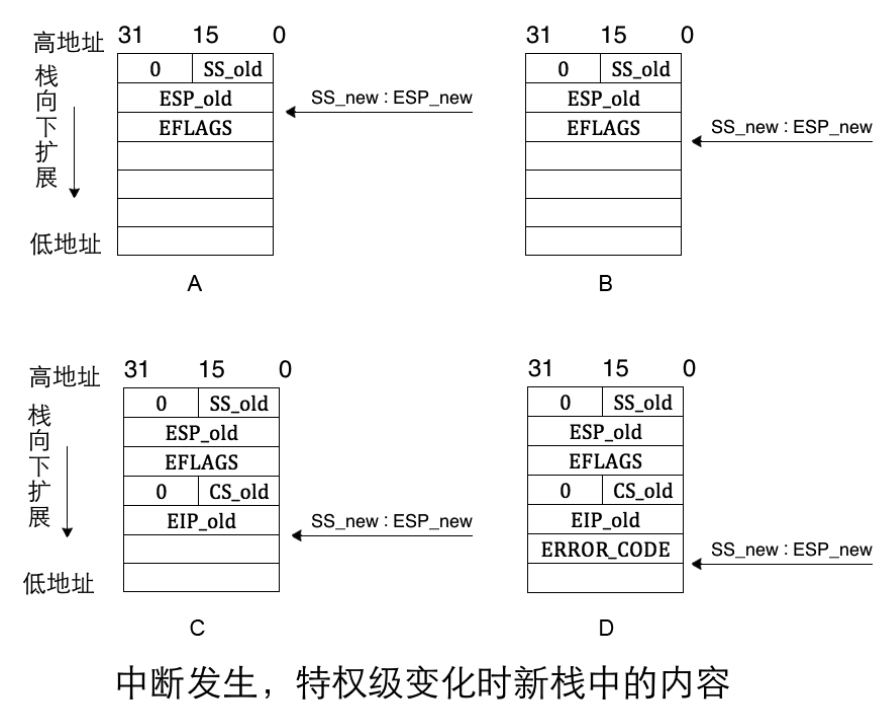 高地址 31 15 0
栈向下扩展
0 SS_old
ESP_old
EFLAGS
SS_new : ESP_new
低地址
A
31 15 0
0 SS_old
ESP_old
EFLAGS
SS_new : ESP_new
B
高地址 31 15 0
栈向下扩展
0 SS_old
ESP_old
EFLAGS
0 CS_old
EIP_old
SS_new : ESP_new
低地址
C
31 15 0
0 SS_old
ESP_old
EFLAGS
0 CS_old
EIP_old
ERROR_CODE
SS_new : ESP_new
D
中断发生，特权级变化时新栈中的内容